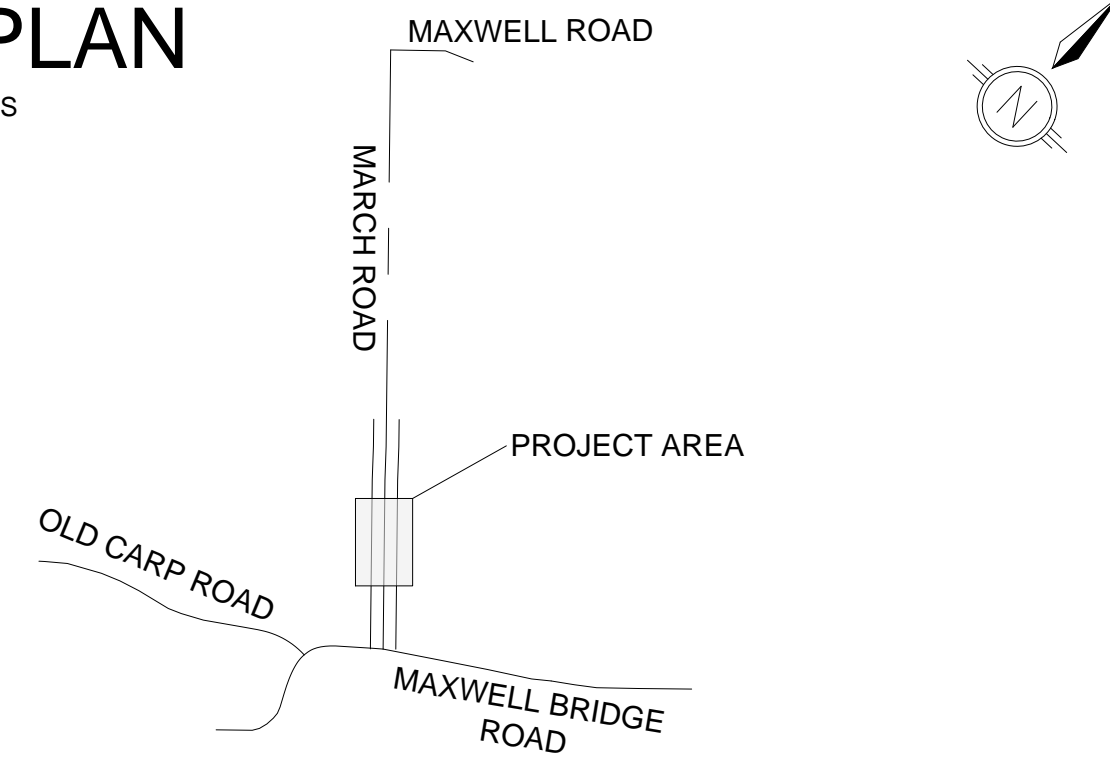 PLAN
S
MAXWELL ROAD
N
MARCH ROAD
PROJECT AREA
OLD CARP ROAD
MAXWELL BRIDGE
ROAD